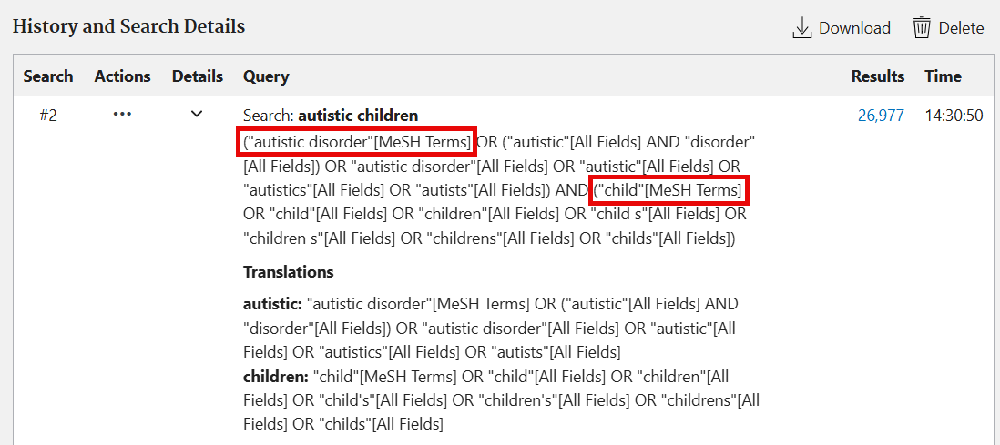 History and Search Details
Download
Delete
Search Actions Details Query Results Time
#2 ••• Search: autistic children 26,977 14:30:50
("autistic disorder"[MeSH Terms] OR ("autistic"[All Fields] AND "disorder"
[All Fields]) OR "autistic disorder"[All Fields] OR "autistic"[All Fields] OR
"autistics"[All Fields] OR "autists"[All Fields]) AND ("child"[MeSH Terms]
OR "child"[All Fields] OR "children"[All Fields] OR "child s"[All Fields] OR
"children s"[All Fields] OR "childrens"[All Fields] OR "childs"[All Fields])
Translations
autistic: "autistic disorder"[MeSH Terms] OR ("autistic"[All Fields] AND
"disorder"[All Fields]) OR "autistic disorder"[All Fields] OR "autistic"[All
Fields] OR "autistics"[All Fields] OR "autists"[All Fields]
children: "child"[MeSH Terms] OR "child"[All Fields] OR "children"[All
Fields] OR "child's"[All Fields] OR "children's"[All Fields] OR "childrens"[All
Fields] OR "childs"[All Fields]